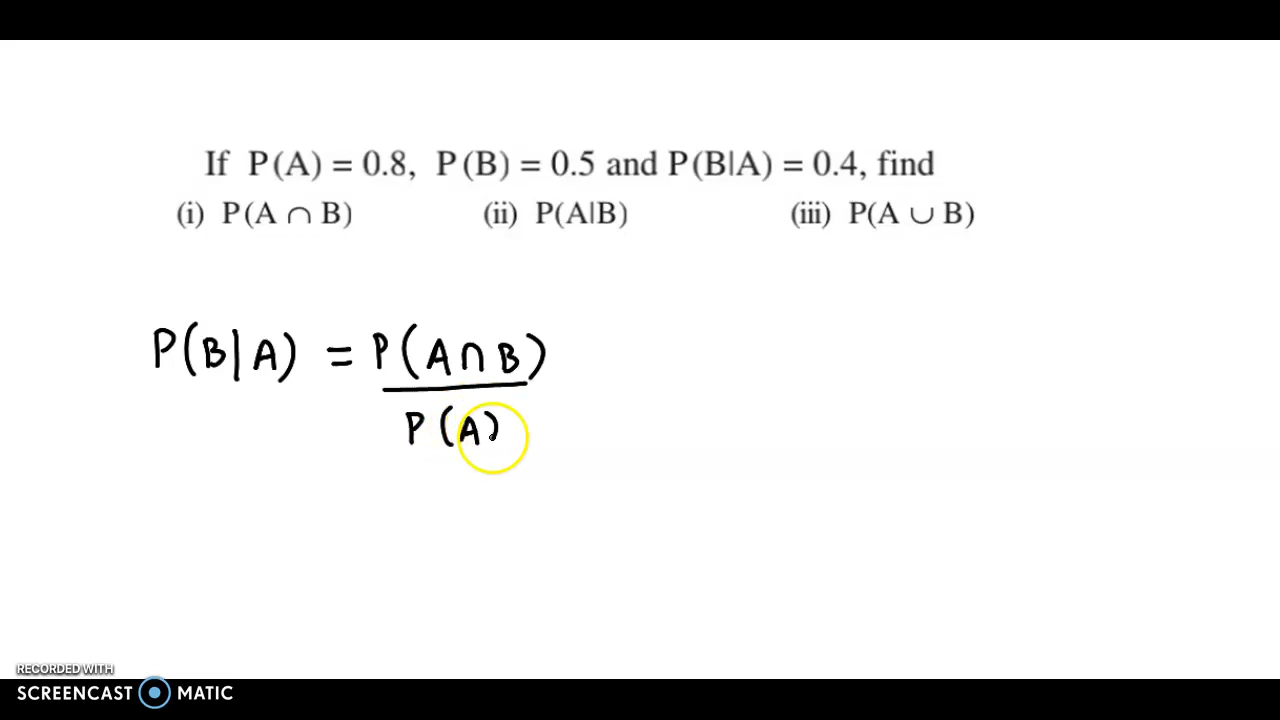 If P(A) = 0.8, P(B) = 0.5 and P(B|A) = 0.4, find
(i) P(A ∩ B) (ii) P(A|B) (iii) P(A ∪ B)
P(B|A) = P(A∩B)
P(A)
RECORDED WITH
SCREENCAST MATIC